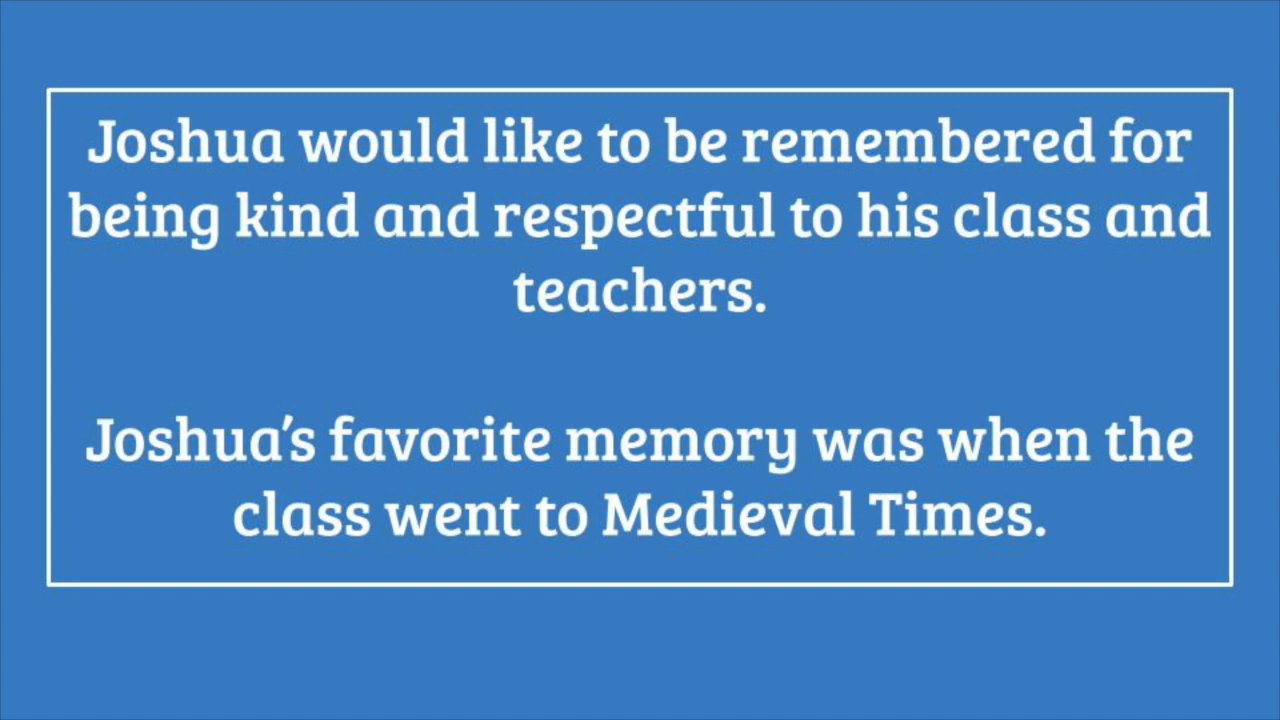 Joshua would like to be remembered for
being kind and respectful to his class and
teachers.
Joshua’s favorite memory was when the
class went to Medieval Times.